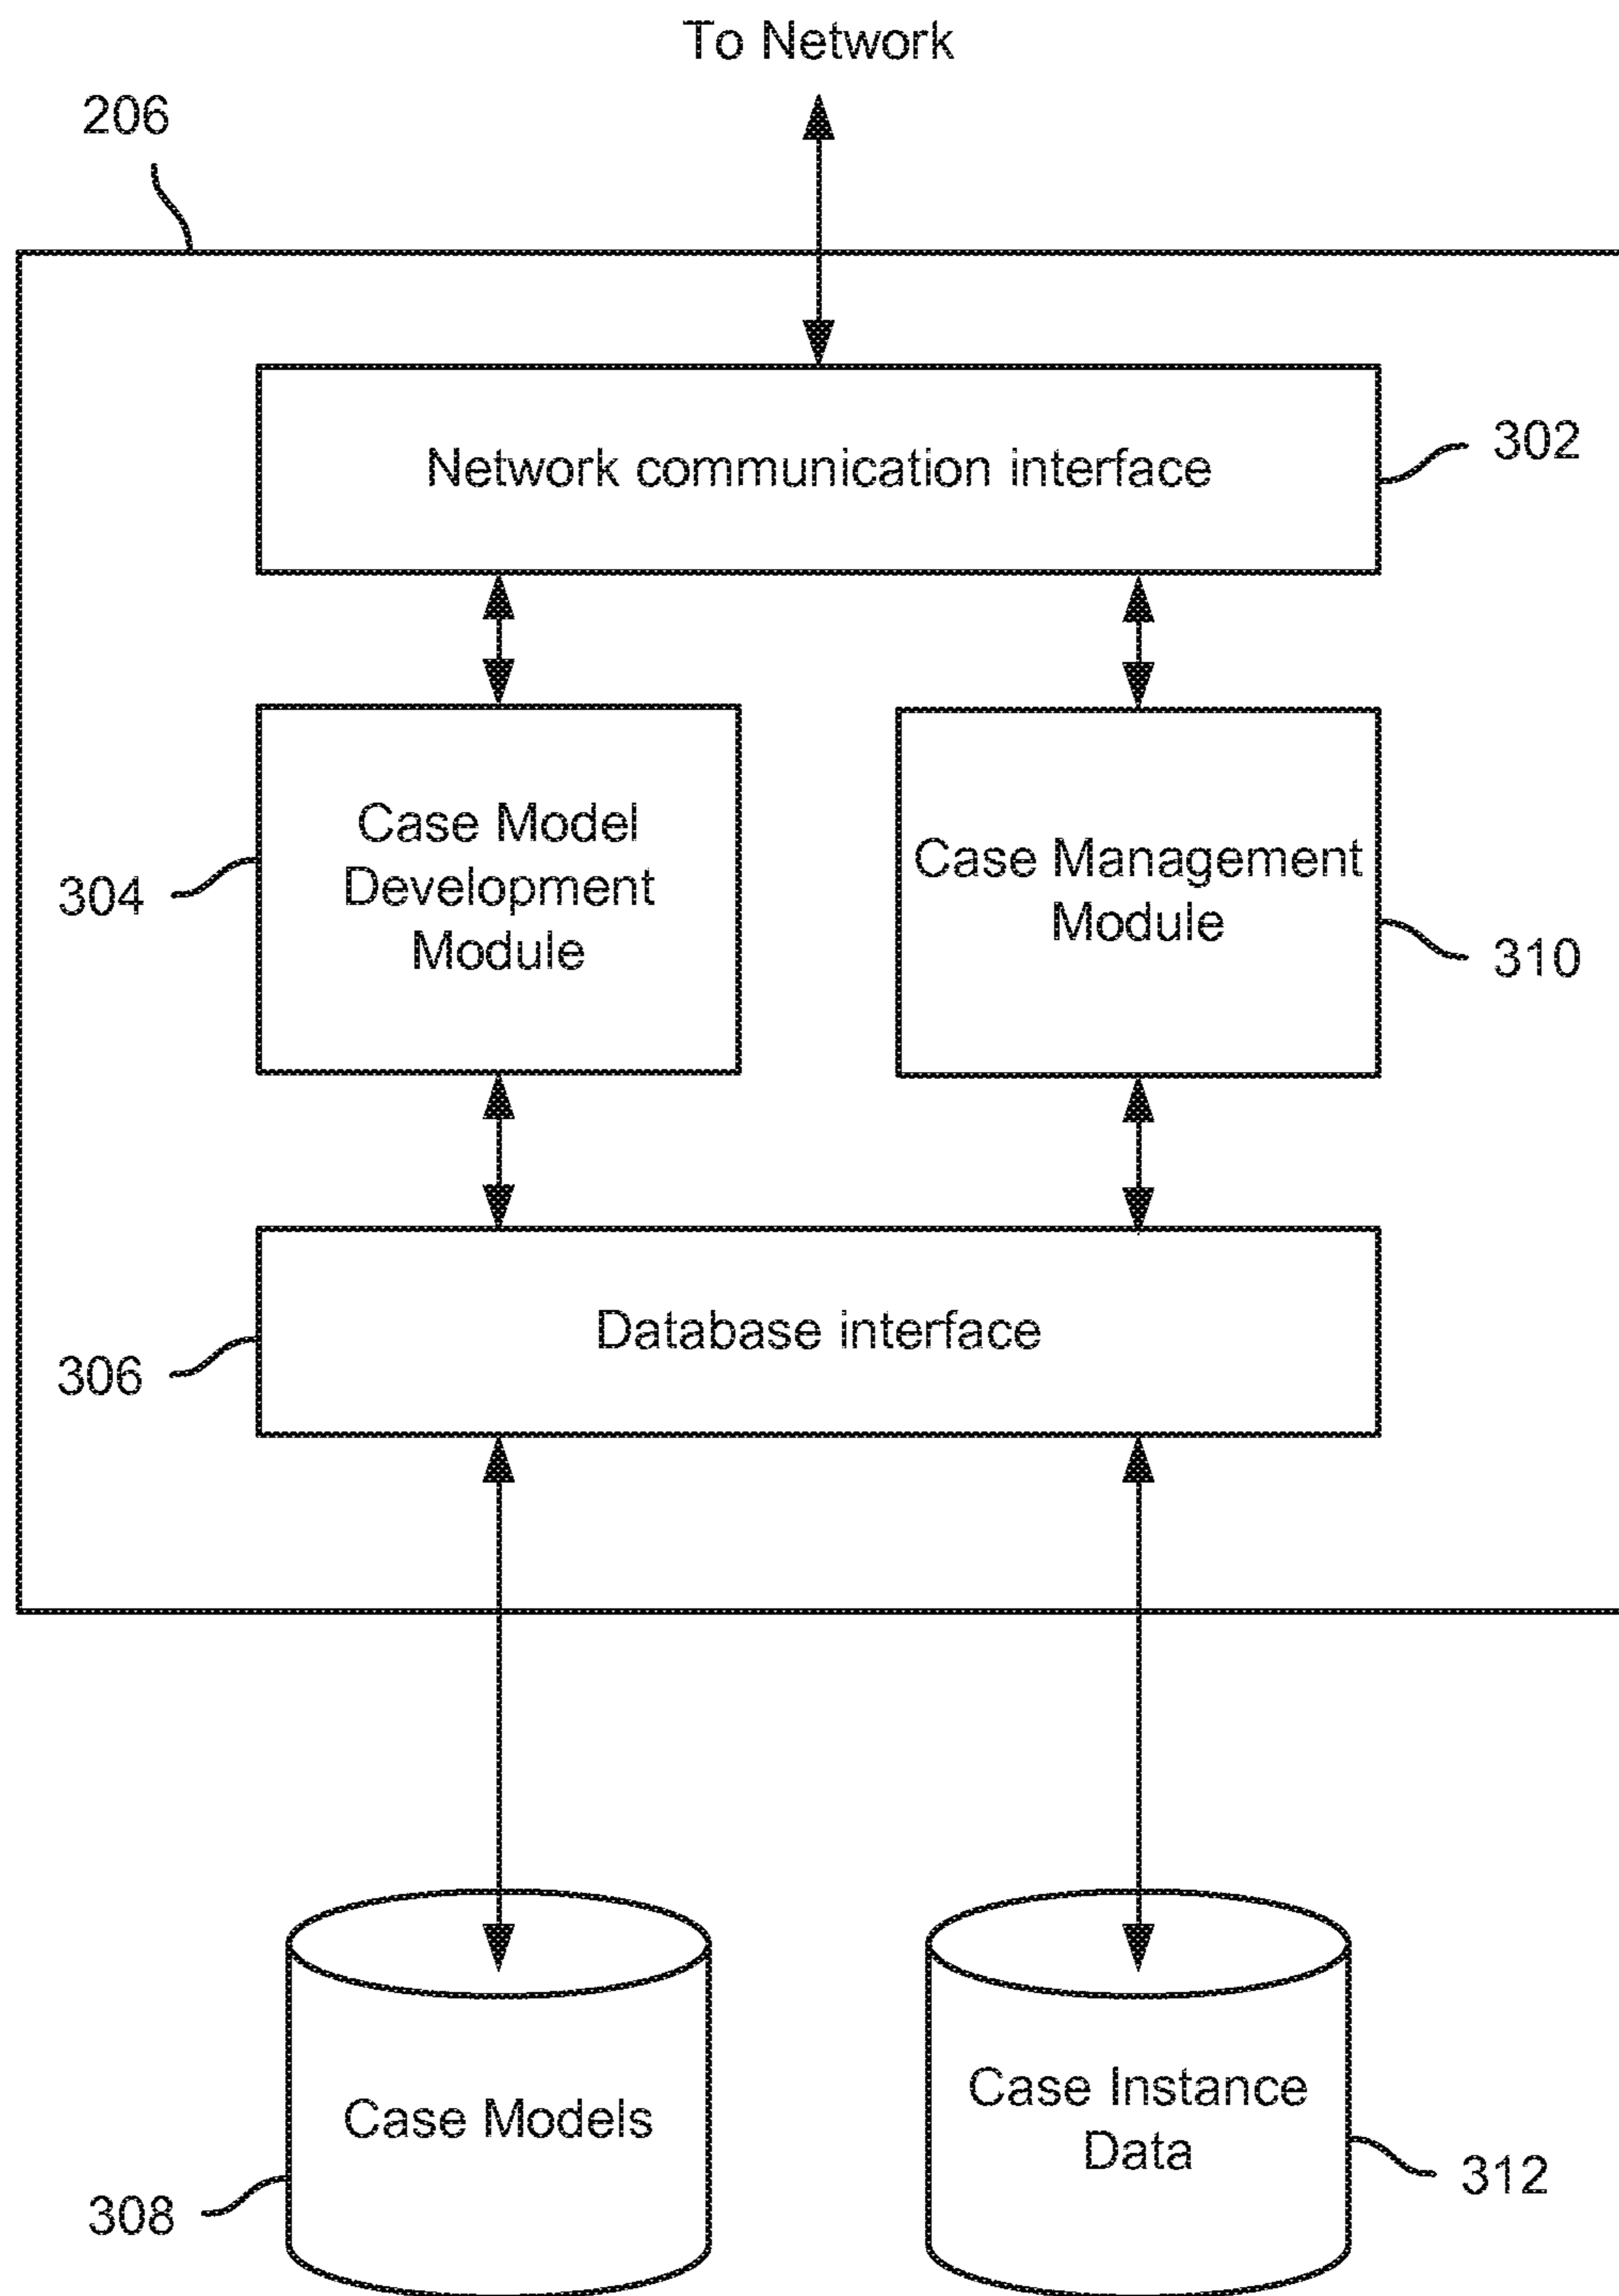 To Network
206
Network communication interface
302
Case Model
Development
Module
304
Case Management
Module
310
Database interface
306
Case Models
308
Case Instance
Data
312